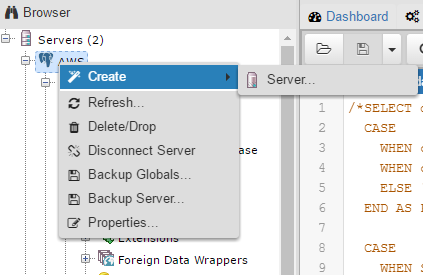 Browser
Dashboard
Servers (2)
AWS
Create
Server...
Refresh...
Delete/Drop
Disconnect Server
Backup Globals...
Backup Server...
Properties...
Extensions
Foreign Data Wrappers
1 /*SELECT
2 CASE
3 WHEN
4 WHEN
5 ELSE
6 END AS
7
8 CASE
9 WHEN